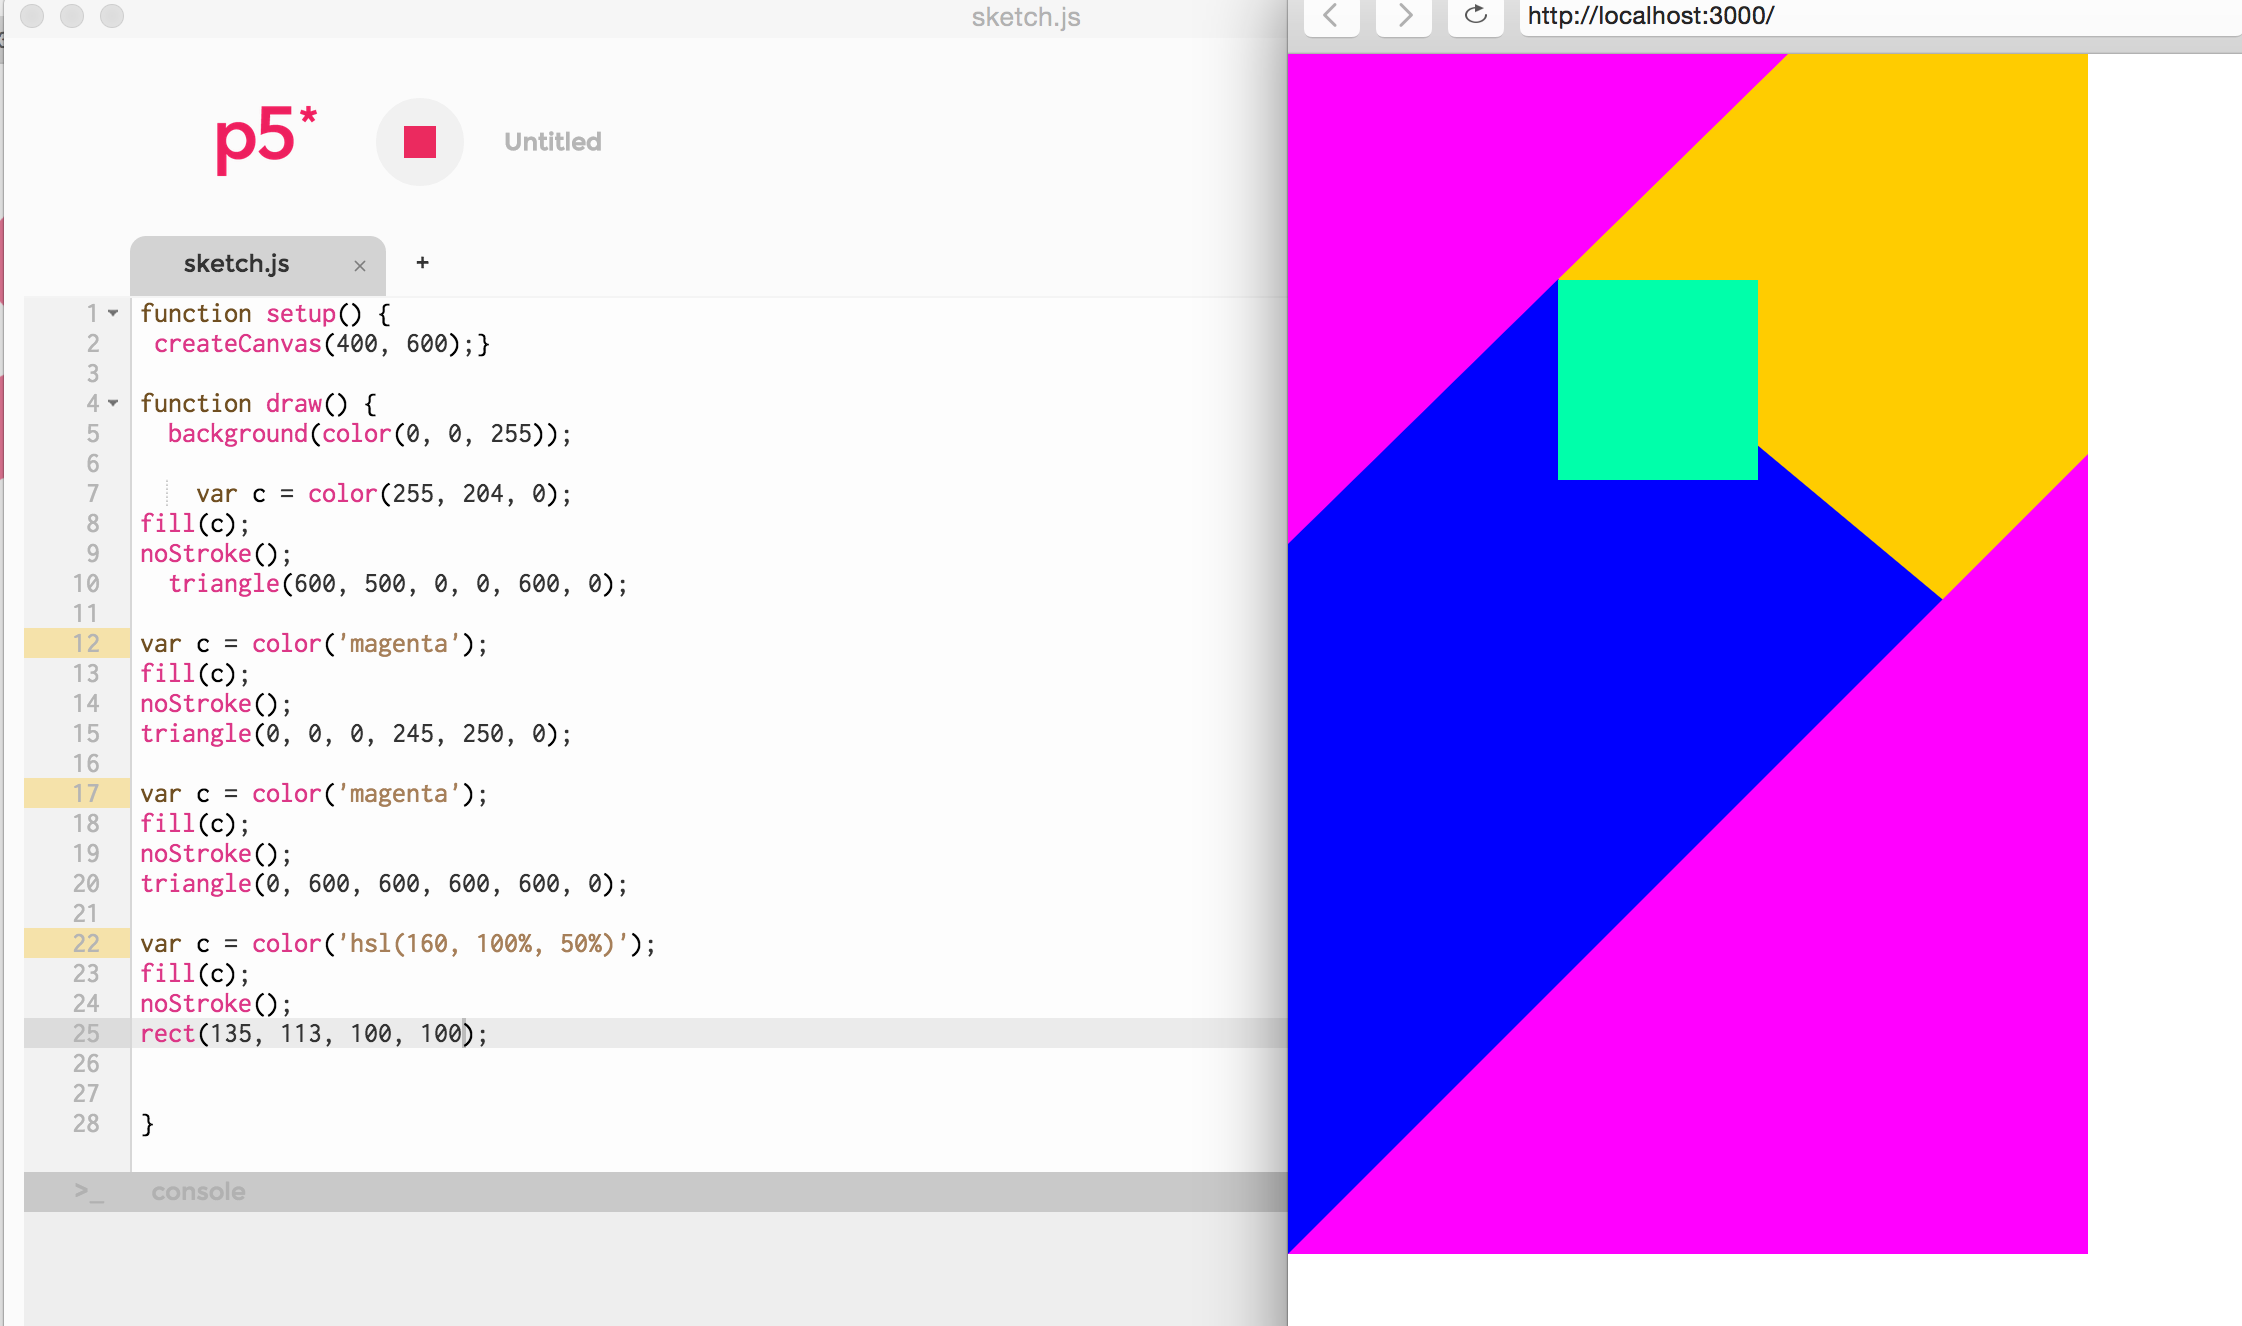 sketch.js
http://localhost:3000/
p5*
Untitled
sketch.js × +
1 function setup() {
2 createCanvas(400, 600);}
3
4 function draw() {
5 background(color(0, 0, 255));
6
7 var c = color(255, 204, 0);
8 fill(c);
9 noStroke();
10 triangle(600, 500, 0, 0, 600, 0);
11
12 var c = color('magenta');
13 fill(c);
14 noStroke();
15 triangle(0, 0, 0, 245, 250, 0);
16
17 var c = color('magenta');
18 fill(c);
19 noStroke();
20 triangle(0, 600, 600, 600, 600, 0);
21
22 var c = color('hsl(160, 100%, 50%)');
23 fill(c);
24 noStroke();
25 rect(135, 113, 100, 100);
26
27
28 }
>_ console